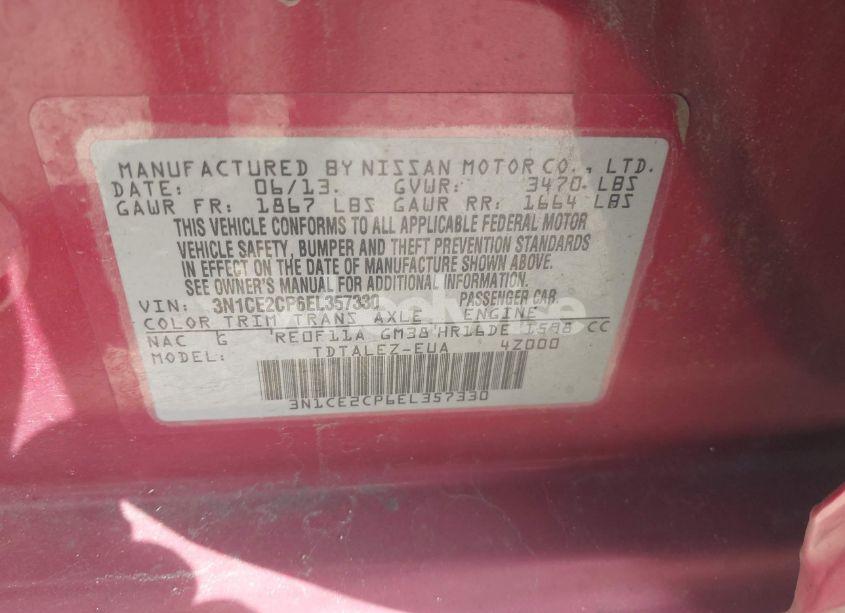 MANUFACTURED BY NISSAN MOTOR CO., LTD.
DATE: 06/13. GVWR: 3470 LBS
GAWR FR: 1867 LBS GAWR RR: 1664 LBS
THIS VEHICLE CONFORMS TO ALL APPLICABLE FEDERAL MOTOR
VEHICLE SAFETY, BUMPER AND THEFT PREVENTION STANDARDS
IN EFFECT ON THE DATE OF MANUFACTURE SHOWN ABOVE.
SEE OWNER'S MANUAL FOR ADDITIONAL INFORMATION.
VIN: 3N1CE2CP6EL357330 PASSENGER CAR.
COLOR TRIM TRANS AXLE ENGINE
NAC G RE0F11A GM38 HR16DE 1598 CC
MODEL: TDTALEZ-EUA 4Z000
3N1CE2CP6EL357330